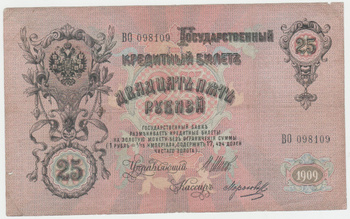 ВО 098109
ГОСУДАРСТВЕННЫЙ
КРЕДИТНЫЙ БИЛЕТЪ
25
25
ДВАДЦАТЬ ПЯТЬ
РУБЛЕЙ
ГОСУДАРСТВЕННЫЙ БАНКЪ
РАЗМѢНИВАЕТЪ КРЕДИТНЫЕ БИЛЕТЫ
НА ЗОЛОТУЮ МОНЕТУ БЕЗЪ ОГРАНИЧЕНІЯ СУММЫ
(1 РУБЛЬ = 1/15 ИМПЕРІАЛА, СОДЕРЖИТЪ 17,424 ДОЛИ
ЧИСТАГО ЗОЛОТА).
ВО 098109
25
Управляющій
Кассиръ
1909